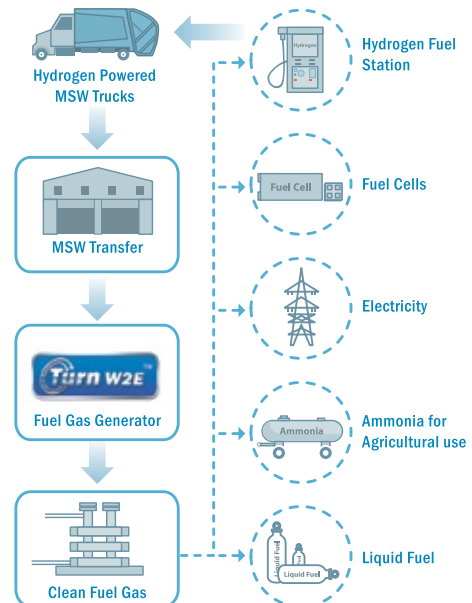 Hydrogen
Hydrogen Fuel
Station
Hydrogen Powered
MSW Trucks
Fuel Cell
Fuel Cells
MSW Transfer
Electricity
Turn W2E™
Fuel Gas Generator
Ammonia
Ammonia for
Agricultural use
Liquid Fuel
Liquid Fuel
Liquid Fuel
Clean Fuel Gas